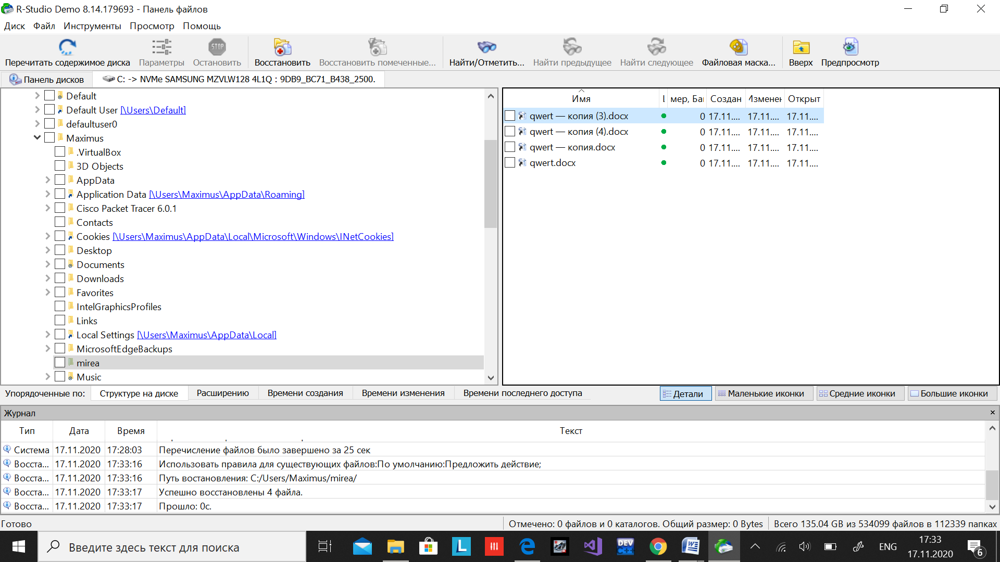 R-Studio Demo 8.14.179693 - Панель файлов
Диск Файл Инструменты Просмотр Помощь
Перечитать содержимое диска Параметры STOP Остановить Восстановить Восстановить помеченные... Найти/Отметить... Найти предыдущее Найти следующее Файловая маска... Вверх Предпросмотр
Панель дисков C: -> NVMe SAMSUNG MZVLW128 4L1Q : 9DB9_BC71_B438_2500.
Default
Default User [\Users\Default]
defaultuser0
Maximus
.VirtualBox
3D Objects
AppData
Application Data [\Users\Maximus\AppData\Roaming]
Cisco Packet Tracer 6.0.1
Contacts
Cookies [\Users\Maximus\AppData\Local\Microsoft\Windows\INetCookies]
Desktop
Documents
Downloads
Favorites
IntelGraphicsProfiles
Links
Local Settings [\Users\Maximus\AppData\Local]
MicrosoftEdgeBackups
mirea
Music
Имя мер, Баи Создан Изменен Открыт
qwert — копия (3).docx 0 17.11.... 17.11.... 17.11....
qwert — копия (4).docx 0 17.11.... 17.11.... 17.11....
qwert — копия.docx 0 17.11.... 17.11.... 17.11....
qwert.docx 0 17.11.... 17.11.... 17.11....
Упорядоченные по: Структуре на диске Расширению Времени создания Времени изменения Времени последнего доступа Детали Маленькие иконки Средние иконки Большие иконки
Журнал
Тип Дата Время Текст
Система 17.11.2020 17:28:03 Перечисление файлов было завершено за 25 сек
Восста... 17.11.2020 17:33:16 Использовать правила для существующих файлов:По умолчанию:Предложить действие;
Восста... 17.11.2020 17:33:16 Путь востановления: C:/Users/Maximus/mirea/
Восста... 17.11.2020 17:33:17 Успешно восстановлены 4 файла.
Восста... 17.11.2020 17:33:17 Прошло: 0с.
Готово Отмечено: 0 файлов и 0 каталогов. Общий размер: 0 Bytes Всего 135.04 GB из 534099 файлов в 112339 папках
Введите здесь текст для поиска L DEV C++ ENG 17:33 6
17.11.2020